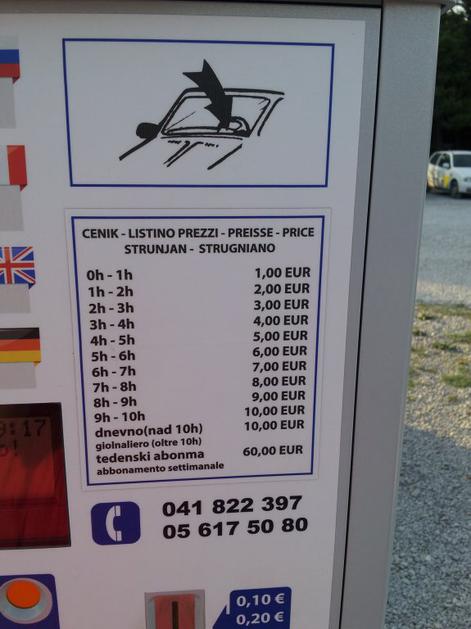 CENIK - LISTINO PREZZI - PREISSE - PRICE
STRUNJAN - STRUGNIANO
0h - 1h 1,00 EUR
1h - 2h 2,00 EUR
2h - 3h 3,00 EUR
3h - 4h 4,00 EUR
4h - 5h 5,00 EUR
5h - 6h 6,00 EUR
6h - 7h 7,00 EUR
7h - 8h 8,00 EUR
8h - 9h 9,00 EUR
9h - 10h 10,00 EUR
dnevno(nad 10h) 10,00 EUR
giolnaliero (oltre 10h)
tedenski abonma 60,00 EUR
abbonamento settimanale
9:17
041 822 397
05 617 50 80
0,10 €
0,20 €